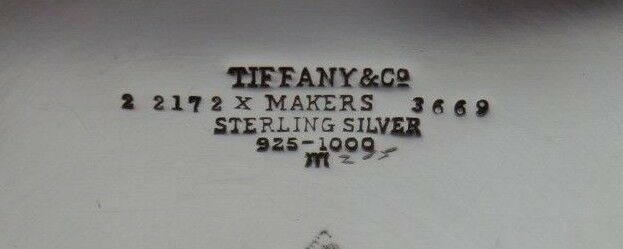 TIFFANY & Co
2 2172 X MAKERS 3669
STERLING SILVER
925-1000
m